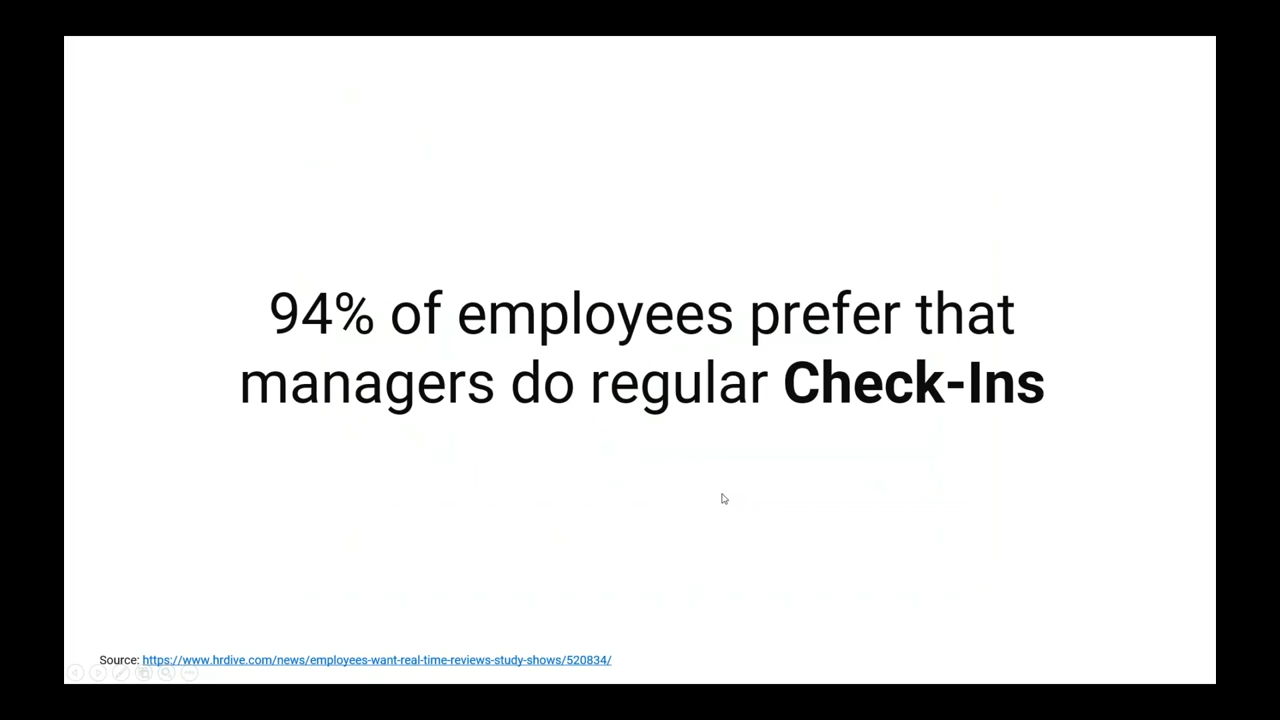 94% of employees prefer that
managers do regular Check-Ins
Source: https://www.hrdive.com/news/employees-want-real-time-reviews-study-shows/520834/